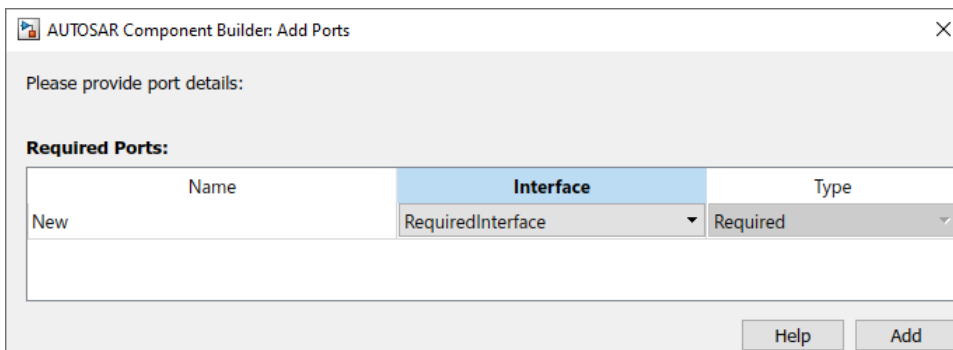 AUTOSAR Component Builder: Add Ports
Please provide port details:
Required Ports:
Name Interface Type
New RequiredInterface Required
Help Add